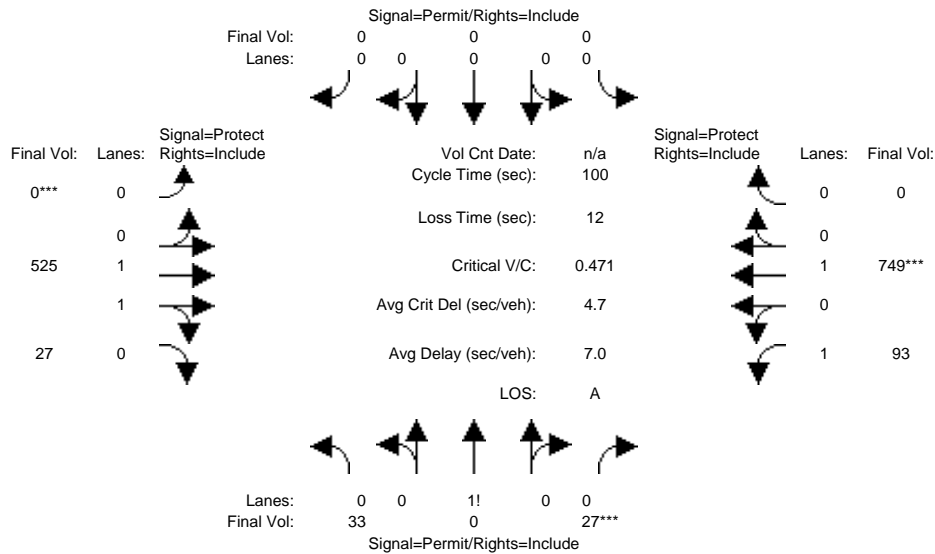 Signal=Permit/Rights=Include
Final Vol: 0 0 0
Lanes: 0 0 0 0 0
Signal=Protect Signal=Protect
Final Vol: Lanes: Rights=Include Vol Cnt Date: n/a Rights=Include Lanes: Final Vol:
Cycle Time (sec): 100
0*** 0 0 0
Loss Time (sec): 12
0 0
525 1 Critical V/C: 0.471 1 749***
1 Avg Crit Del (sec/veh): 4.7 0
27 0 Avg Delay (sec/veh): 7.0 1 93
LOS: A
Lanes: 0 0 1! 0 0
Final Vol: 33 0 27***
Signal=Permit/Rights=Include